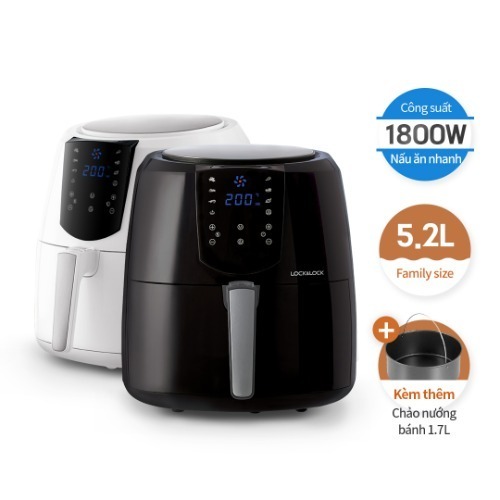 200
200
LOCK&LOCK
Công suất
1800W
Nấu ăn nhanh
5.2L
Family size
+
Kèm thêm
Chảo nướng
bánh 1.7L